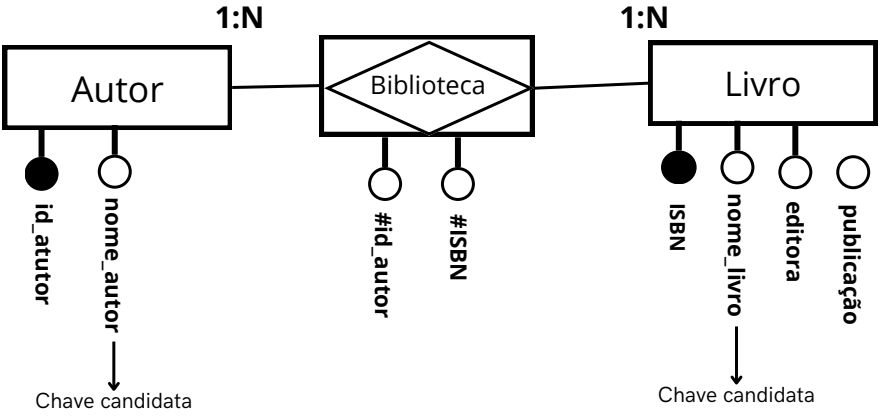 1:N
1:N
Autor
Biblioteca
Livro
id_atutor
nome_autor
#id_autor
#ISBN
ISBN
nome_livro
editora
publicação
Chave candidata
Chave candidata